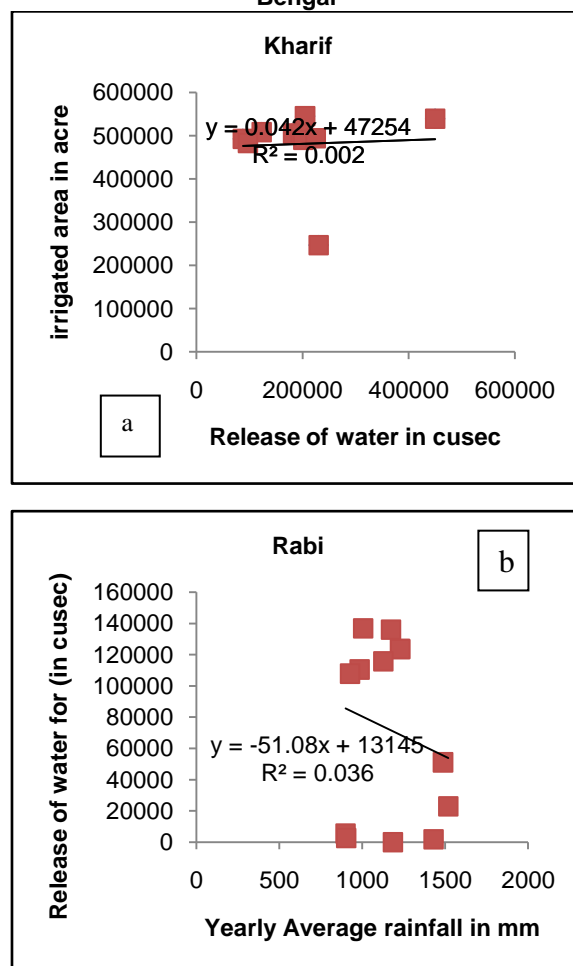 Bengal
Kharif
irrigated area in acre
600000
500000
400000
300000
200000
100000
0
y = 0.042x + 47254
R² = 0.002
0 200000 400000 600000
a
Release of water in cusec
Rabi
b
Release of water for (in cusec)
160000
140000
120000
100000
80000
60000
40000
20000
0
y = -51.08x + 13145
R² = 0.036
0 500 1000 1500 2000
Yearly Average rainfall in mm